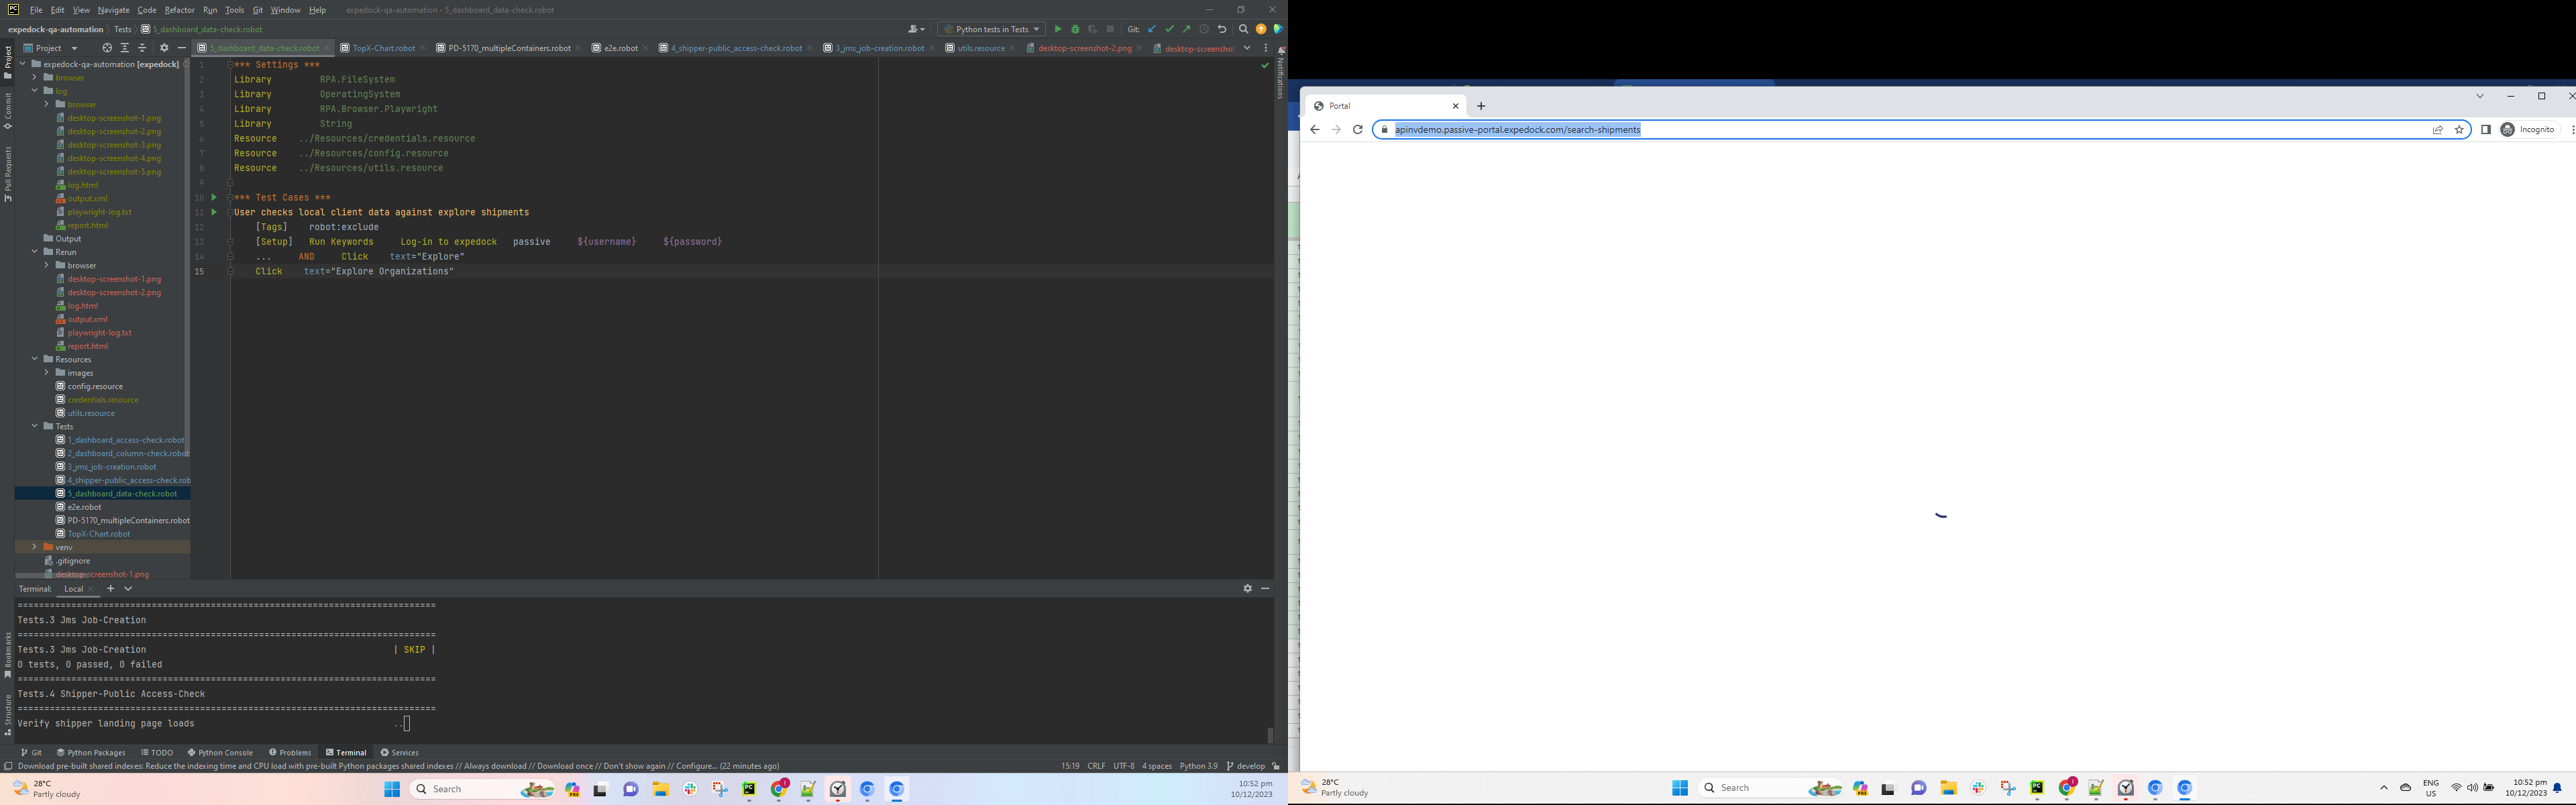 File Edit View Navigate Code Refactor Run Tools Git Window Help expedock-qa-automation - 5_dashboard_data-check.robot
expedock-qa-automation Tests 5_dashboard_data-check.robot
Python tests in Tests Git:
Project
5_dashboard_data-check.robot TopX-Chart.robot PD-5170_multipleContainers.robot e2e.robot 4_shipper-public_access-check.robot 3_jms_job-creation.robot utils.resource desktop-screenshot-2.png desktop-screenshot
Project
Commit
Pull Requests
Bookmarks
Structure
Notifications
expedock-qa-automation [expedock]
browser
log
browser
desktop-screenshot-1.png
desktop-screenshot-2.png
desktop-screenshot-3.png
desktop-screenshot-4.png
desktop-screenshot-5.png
log.html
output.xml
playwright-log.txt
report.html
Output
Rerun
browser
desktop-screenshot-1.png
desktop-screenshot-2.png
log.html
output.xml
playwright-log.txt
report.html
Resources
images
config.resource
credentials.resource
utils.resource
Tests
1_dashboard_access-check.robot
2_dashboard_column-check.robot
3_jms_job-creation.robot
4_shipper-public_access-check.rob
5_dashboard_data-check.robot
e2e.robot
PD-5170_multipleContainers.robot
TopX-Chart.robot
venv
.gitignore
desktop-screenshot-1.png
1 *** Settings ***
2 Library RPA.FileSystem
3 Library OperatingSystem
4 Library RPA.Browser.Playwright
5 Library String
6 Resource ../Resources/credentials.resource
7 Resource ../Resources/config.resource
8 Resource ../Resources/utils.resource
9
10 *** Test Cases ***
11 User checks local client data against explore shipments
12 [Tags] robot:exclude
13 [Setup] Run Keywords Log-in to expedock passive ${username} ${password}
14 ... AND Click text="Explore"
15 Click text="Explore Organizations"
Terminal: Local
================================================================================
Tests.3 Jms Job-Creation
================================================================================
Tests.3 Jms Job-Creation | SKIP |
0 tests, 0 passed, 0 failed
================================================================================
Tests.4 Shipper-Public Access-Check
================================================================================
Verify shipper landing page loads ..
Git Python Packages TODO Python Console Problems Terminal Services
Download pre-built shared indexes: Reduce the indexing time and CPU load with pre-built Python packages shared indexes // Always download // Download once // Don't show again // Configure... (22 minutes ago) 15:19 CRLF UTF-8 4 spaces Python 3.9 develop
28°C
Partly cloudy
Search
10:52 pm
10/12/2023
Portal
apinvdemo.passive-portal.expedock.com/search-shipments
Incognito
28°C
Partly cloudy
Search
ENG
US
10:52 pm
10/12/2023